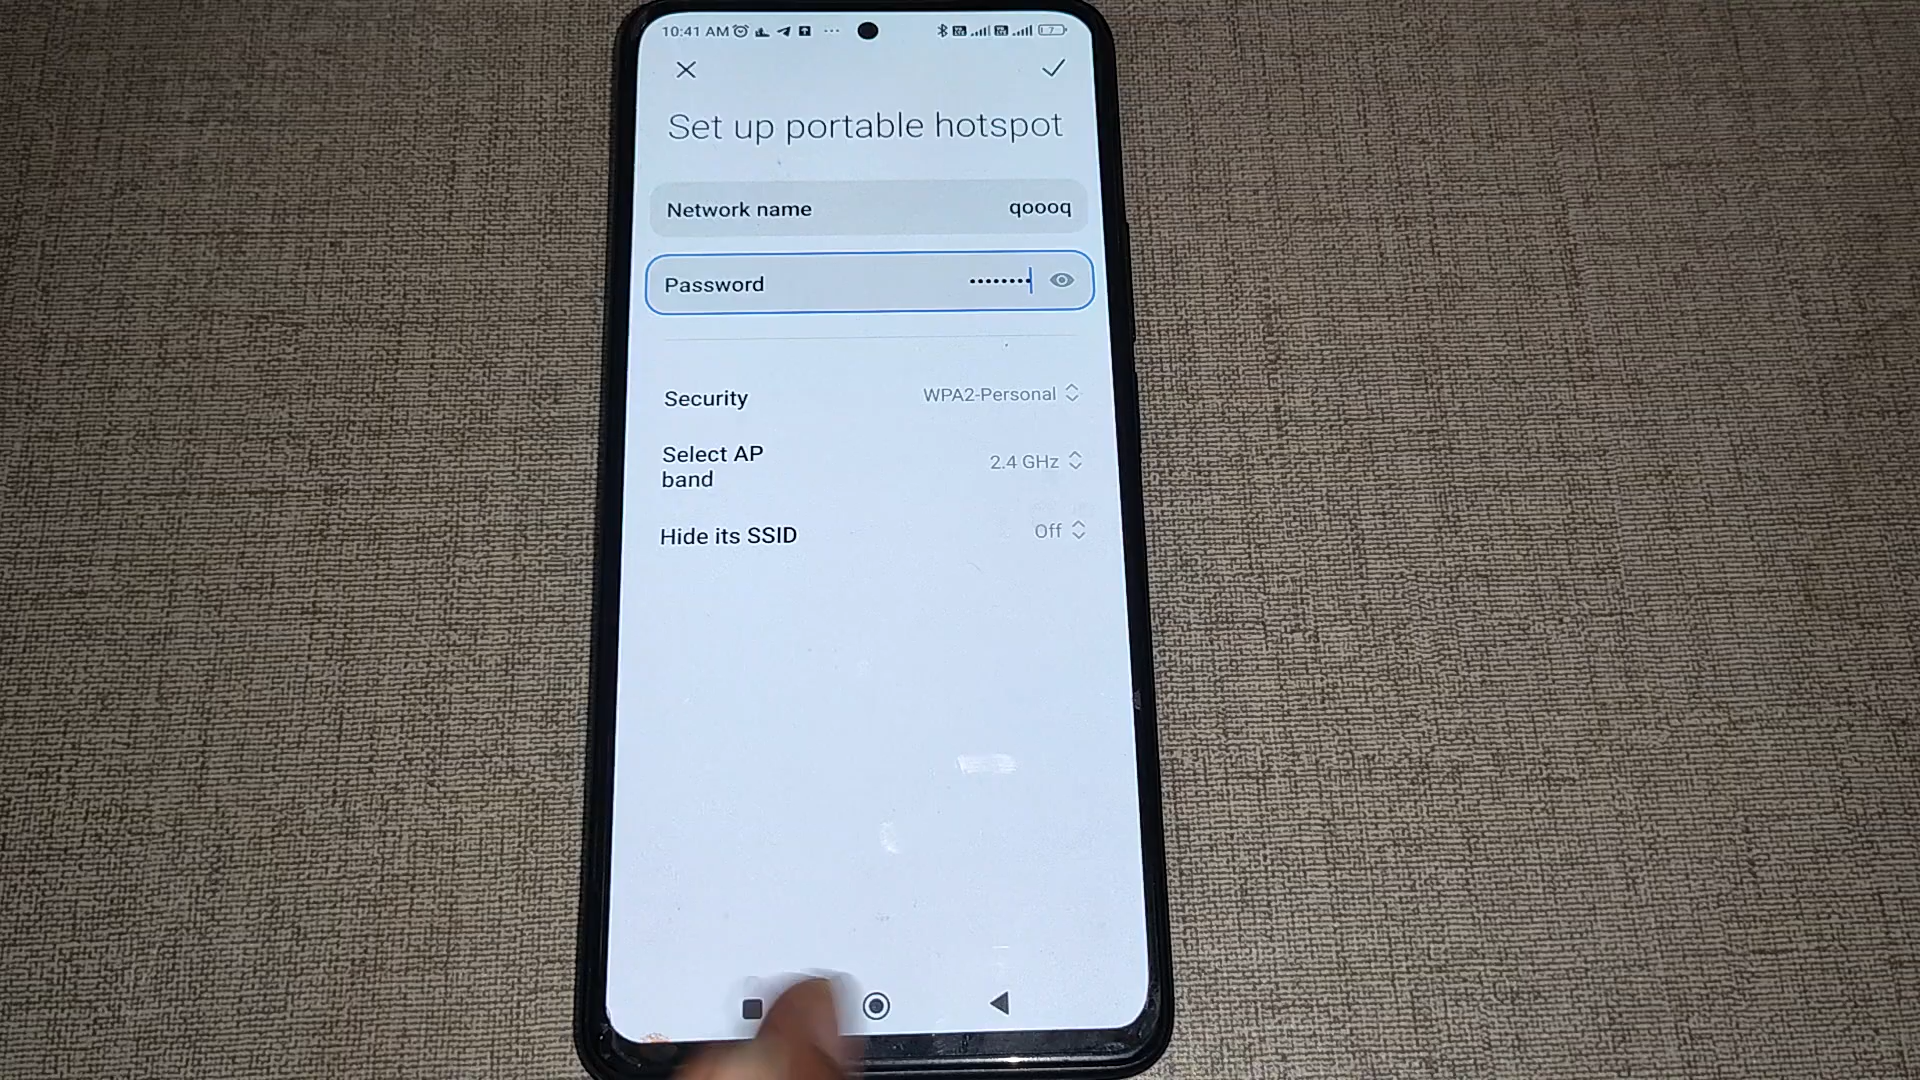 10:41 AM
Set up portable hotspot
Network name qoooq
Password ••••••••
Security WPA2-Personal
Select AP
band 2.4 GHz
Hide its SSID Off